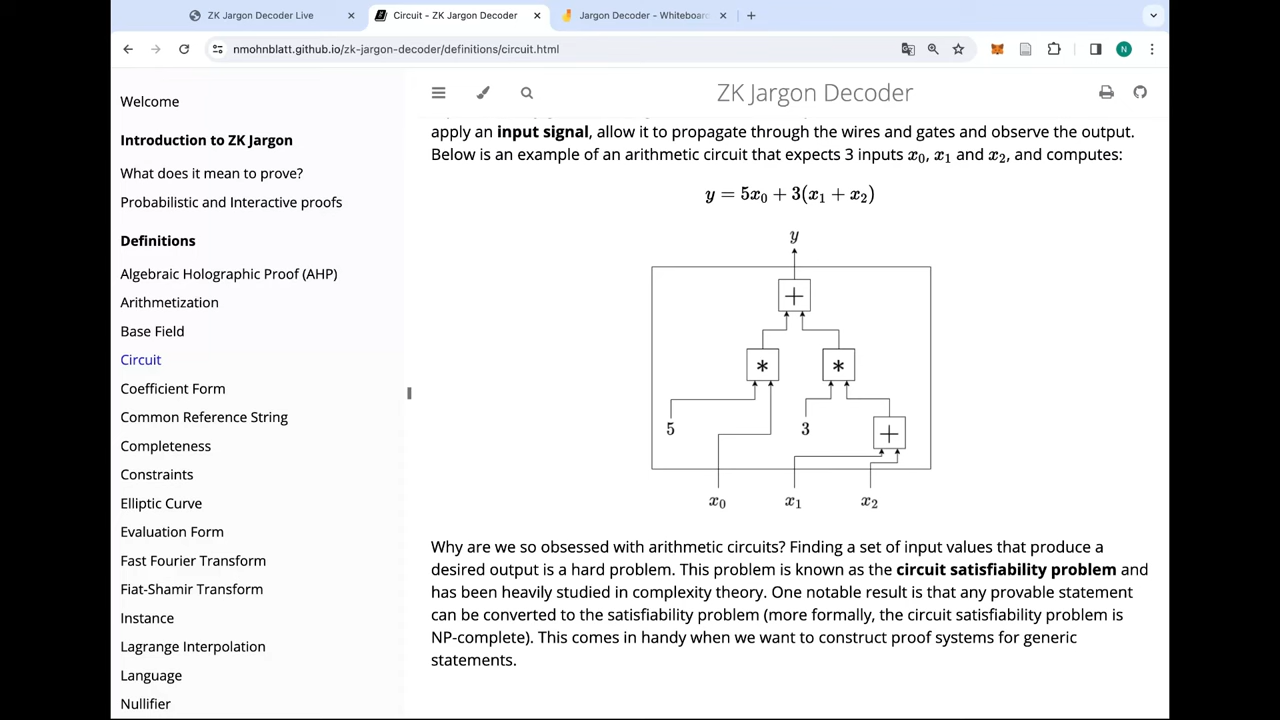 ZK Jargon Decoder Live
Circuit - ZK Jargon Decoder
Jargon Decoder - Whiteboard
nmohnblatt.github.io/zk-jargon-decoder/definitions/circuit.html
N
Welcome
Introduction to ZK Jargon
What does it mean to prove?
Probabilistic and Interactive proofs
Definitions
Algebraic Holographic Proof (AHP)
Arithmetization
Base Field
Circuit
Coefficient Form
Common Reference String
Completeness
Constraints
Elliptic Curve
Evaluation Form
Fast Fourier Transform
Fiat-Shamir Transform
Instance
Lagrange Interpolation
Language
Nullifier
ZK Jargon Decoder
apply an input signal, allow it to propagate through the wires and gates and observe the output.
Below is an example of an arithmetic circuit that expects 3 inputs x₀, x₁ and x₂, and computes:
y = 5x₀ + 3(x₁ + x₂)
y
+
* *
5 3 +
x₀ x₁ x₂
Why are we so obsessed with arithmetic circuits? Finding a set of input values that produce a
desired output is a hard problem. This problem is known as the circuit satisfiability problem and
has been heavily studied in complexity theory. One notable result is that any provable statement
can be converted to the satisfiability problem (more formally, the circuit satisfiability problem is
NP-complete). This comes in handy when we want to construct proof systems for generic
statements.